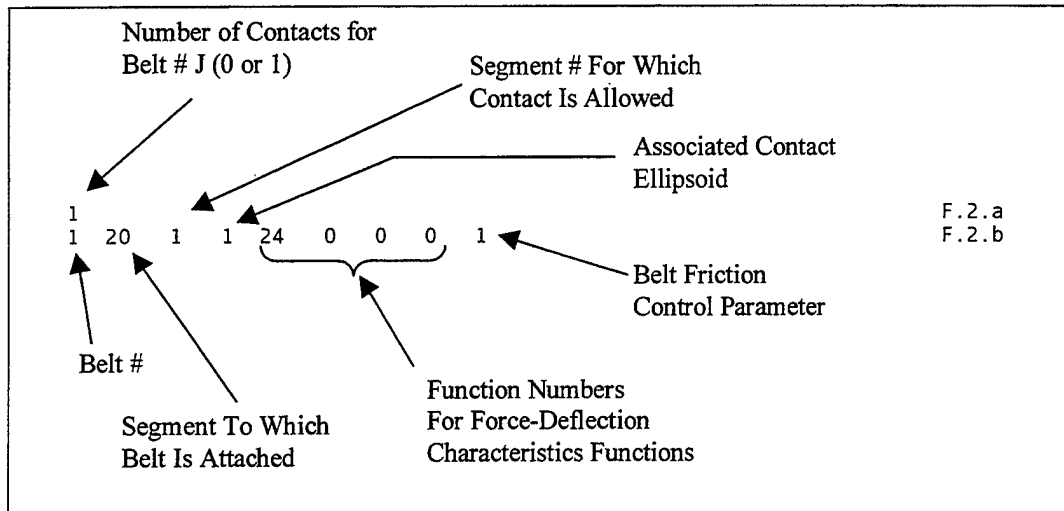 Number of Contacts for
Belt # J (0 or 1)
Segment # For Which
Contact Is Allowed
Associated Contact
Ellipsoid
1 F.2.a
1 20 1 1 24 0 0 0 1 F.2.b
Belt Friction
Control Parameter
Belt #
Segment To Which
Belt Is Attached
Function Numbers
For Force-Deflection
Characteristics Functions